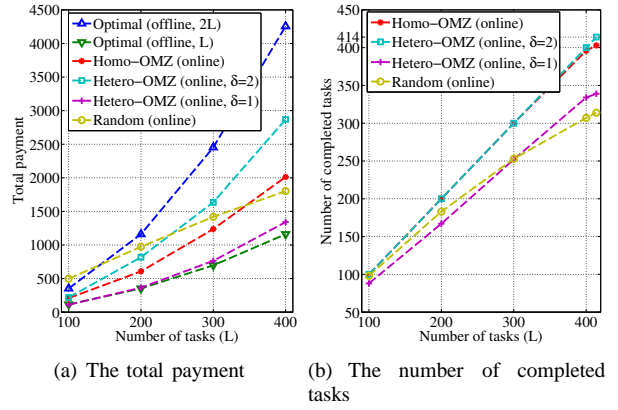 4500
4000
3500
3000
2500
2000
1500
1000
500
0
Total payment
Optimal (offline, 2L)
Optimal (offline, L)
Homo-OMZ (online)
Hetero-OMZ (online, δ=2)
Hetero-OMZ (online, δ=1)
Random (online)
100 200 300 400
Number of tasks (L)
(a) The total payment
450
414
400
350
300
250
200
150
100
50
Number of completed tasks
Homo-OMZ (online)
Hetero-OMZ (online, δ=2)
Hetero-OMZ (online, δ=1)
Random (online)
100 200 300 400
Number of tasks (L)
(b) The number of completed
tasks